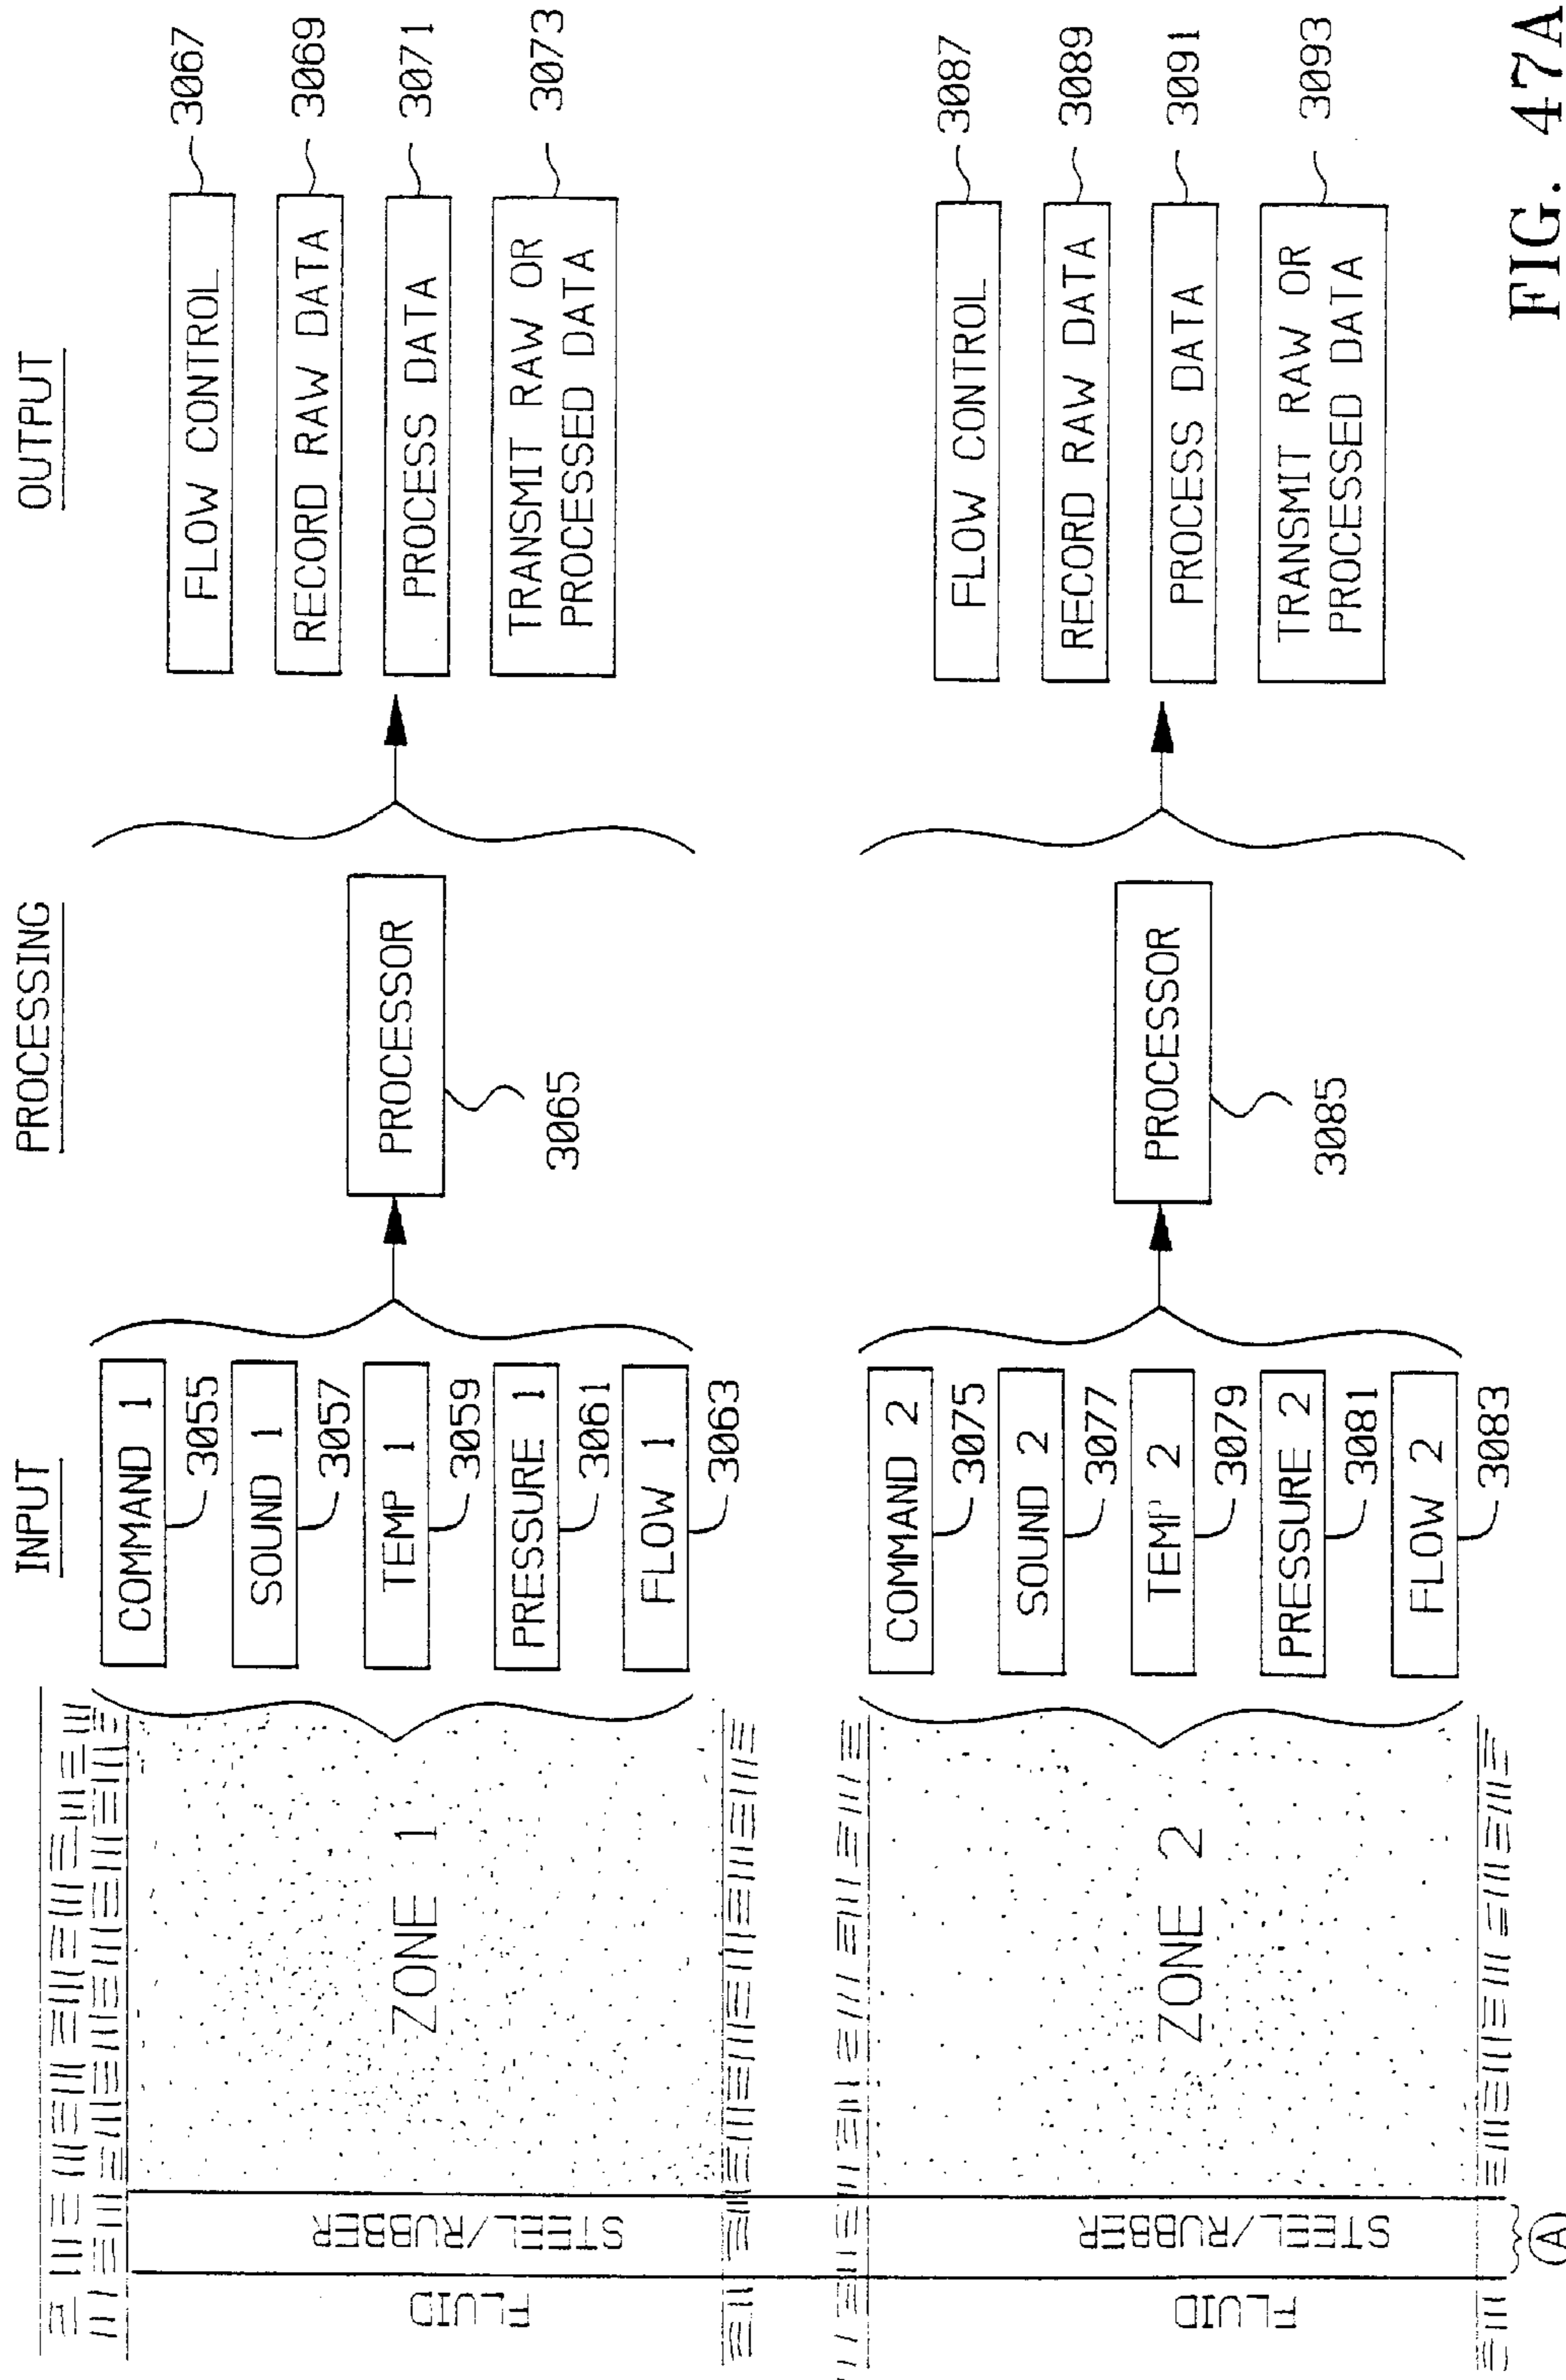 INPUT
PROCESSING
OUTPUT
FLUID
STEEL/RUBBER
ZONE 1
COMMAND 1
3055
SOUND 1
3057
TEMP 1
3059
PRESSURE 1
3061
FLOW 1
3063
PROCESSOR
3065
FLOW CONTROL
3067
RECORD RAW DATA
3069
PROCESS DATA
3071
TRANSMIT RAW OR
PROCESSED DATA
3073
FLUID
STEEL/RUBBER
ZONE 2
COMMAND 2
3075
SOUND 2
3077
TEMP 2
3079
PRESSURE 2
3081
FLOW 2
3083
PROCESSOR
3085
FLOW CONTROL
3087
RECORD RAW DATA
3089
PROCESS DATA
3091
TRANSMIT RAW OR
PROCESSED DATA
3093
A
FIG. 47A